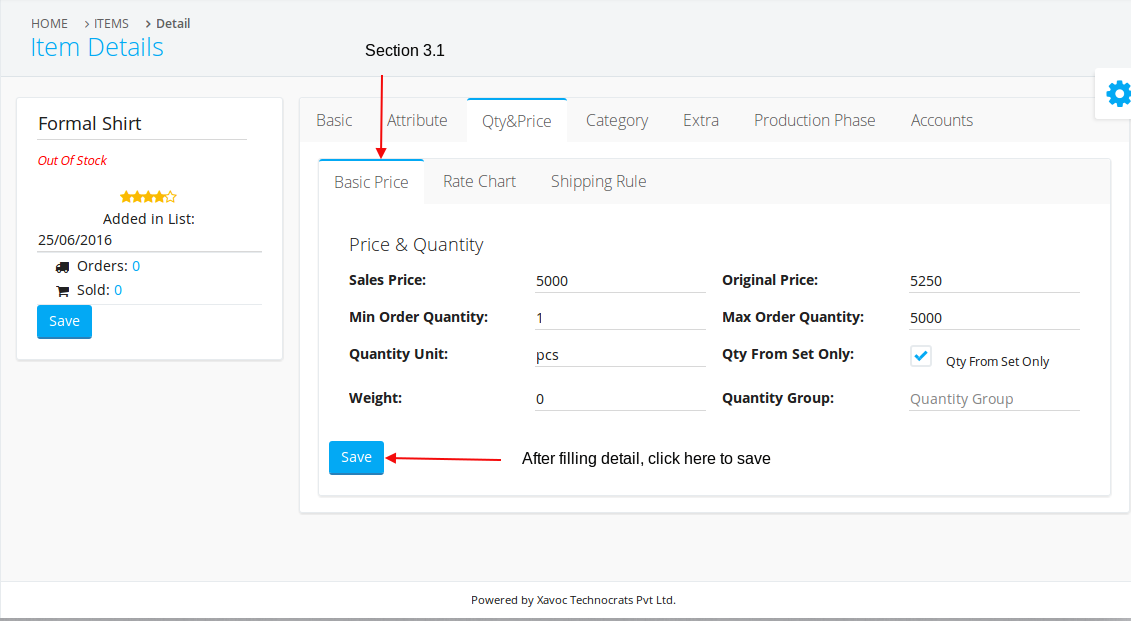 HOME > ITEMS > Detail
Item Details
Section 3.1
Formal Shirt
Out Of Stock
Added in List:
25/06/2016
Orders: 0
Sold: 0
Save
Basic Attribute Qty&Price Category Extra Production Phase Accounts
Basic Price Rate Chart Shipping Rule
Price & Quantity
Sales Price: 5000 Original Price: 5250
Min Order Quantity: 1 Max Order Quantity: 5000
Quantity Unit: pcs Qty From Set Only: Qty From Set Only
Weight: 0 Quantity Group: Quantity Group
Save
After filling detail, click here to save
Powered by Xavoc Technocrats Pvt Ltd.